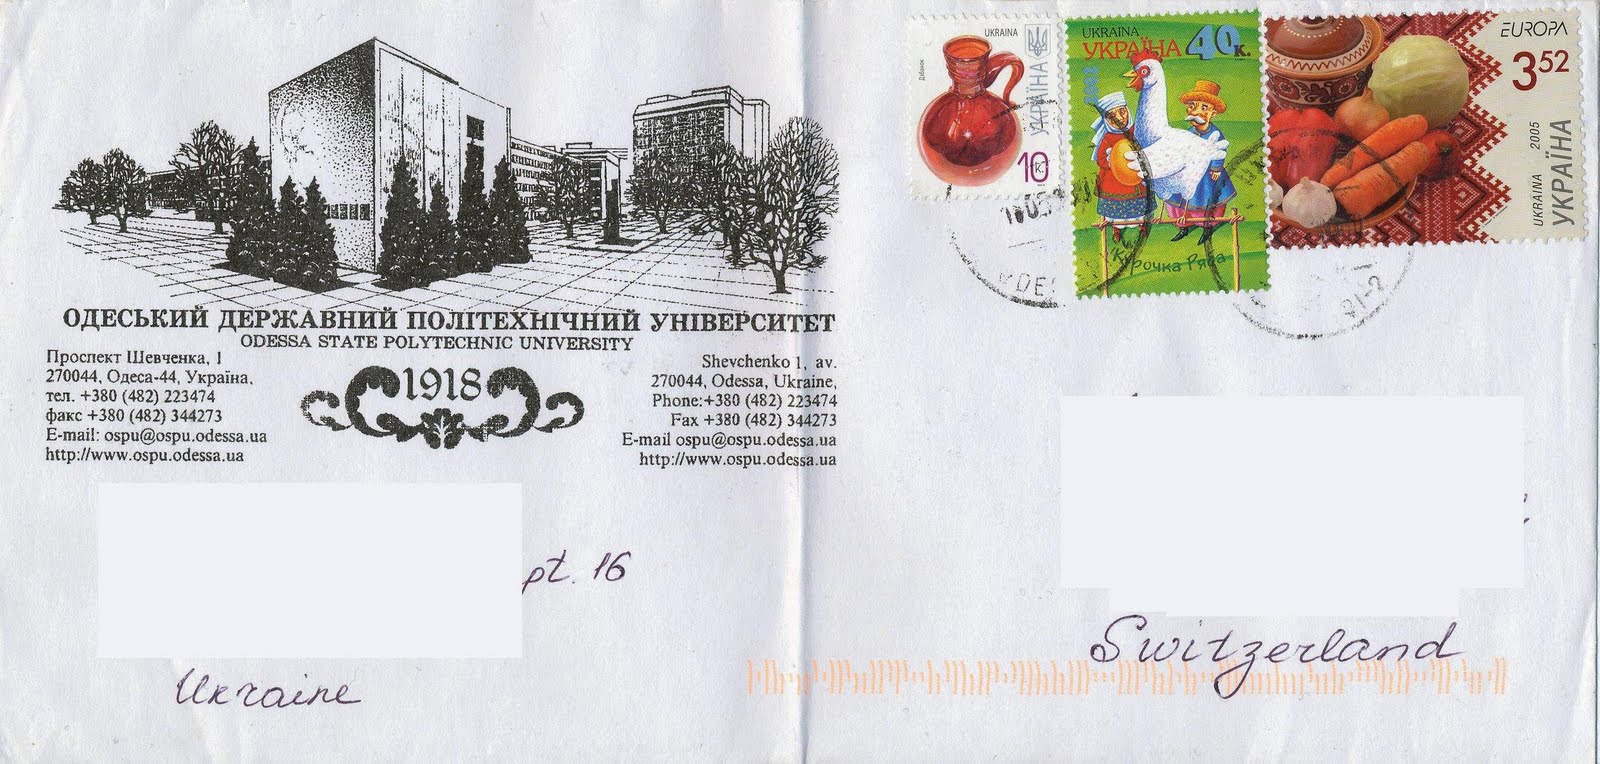 ОДЕСЬКИЙ ДЕРЖАВНИЙ ПОЛІТЕХНІЧНИЙ УНІВЕРСИТЕТ
ODESSA STATE POLYTECHNIC UNIVERSITY
Проспект Шевченка, 1
270044, Одеса-44, Україна,
тел. +380 (482) 223474
факс +380 (482) 344273
E-mail: ospu@ospu.odessa.ua
http://www.ospu.odessa.ua
1918
Shevchenko 1, av.
270044, Odessa, Ukraine,
Phone:+380 (482) 223474
Fax +380 (482) 344273
E-mail ospu@ospu.odessa.ua
http://www.ospu.odessa.ua
pt. 16
Ukraine
UKRAINA
УКРАЇНА
Дзбанок
10 к.
UKRAINA
УКРАЇНА
40 к.
2002
Курочка Ряба
EUROPA
3 52
UKRAINA 2005
УКРАЇНА
ODE
Switzerland